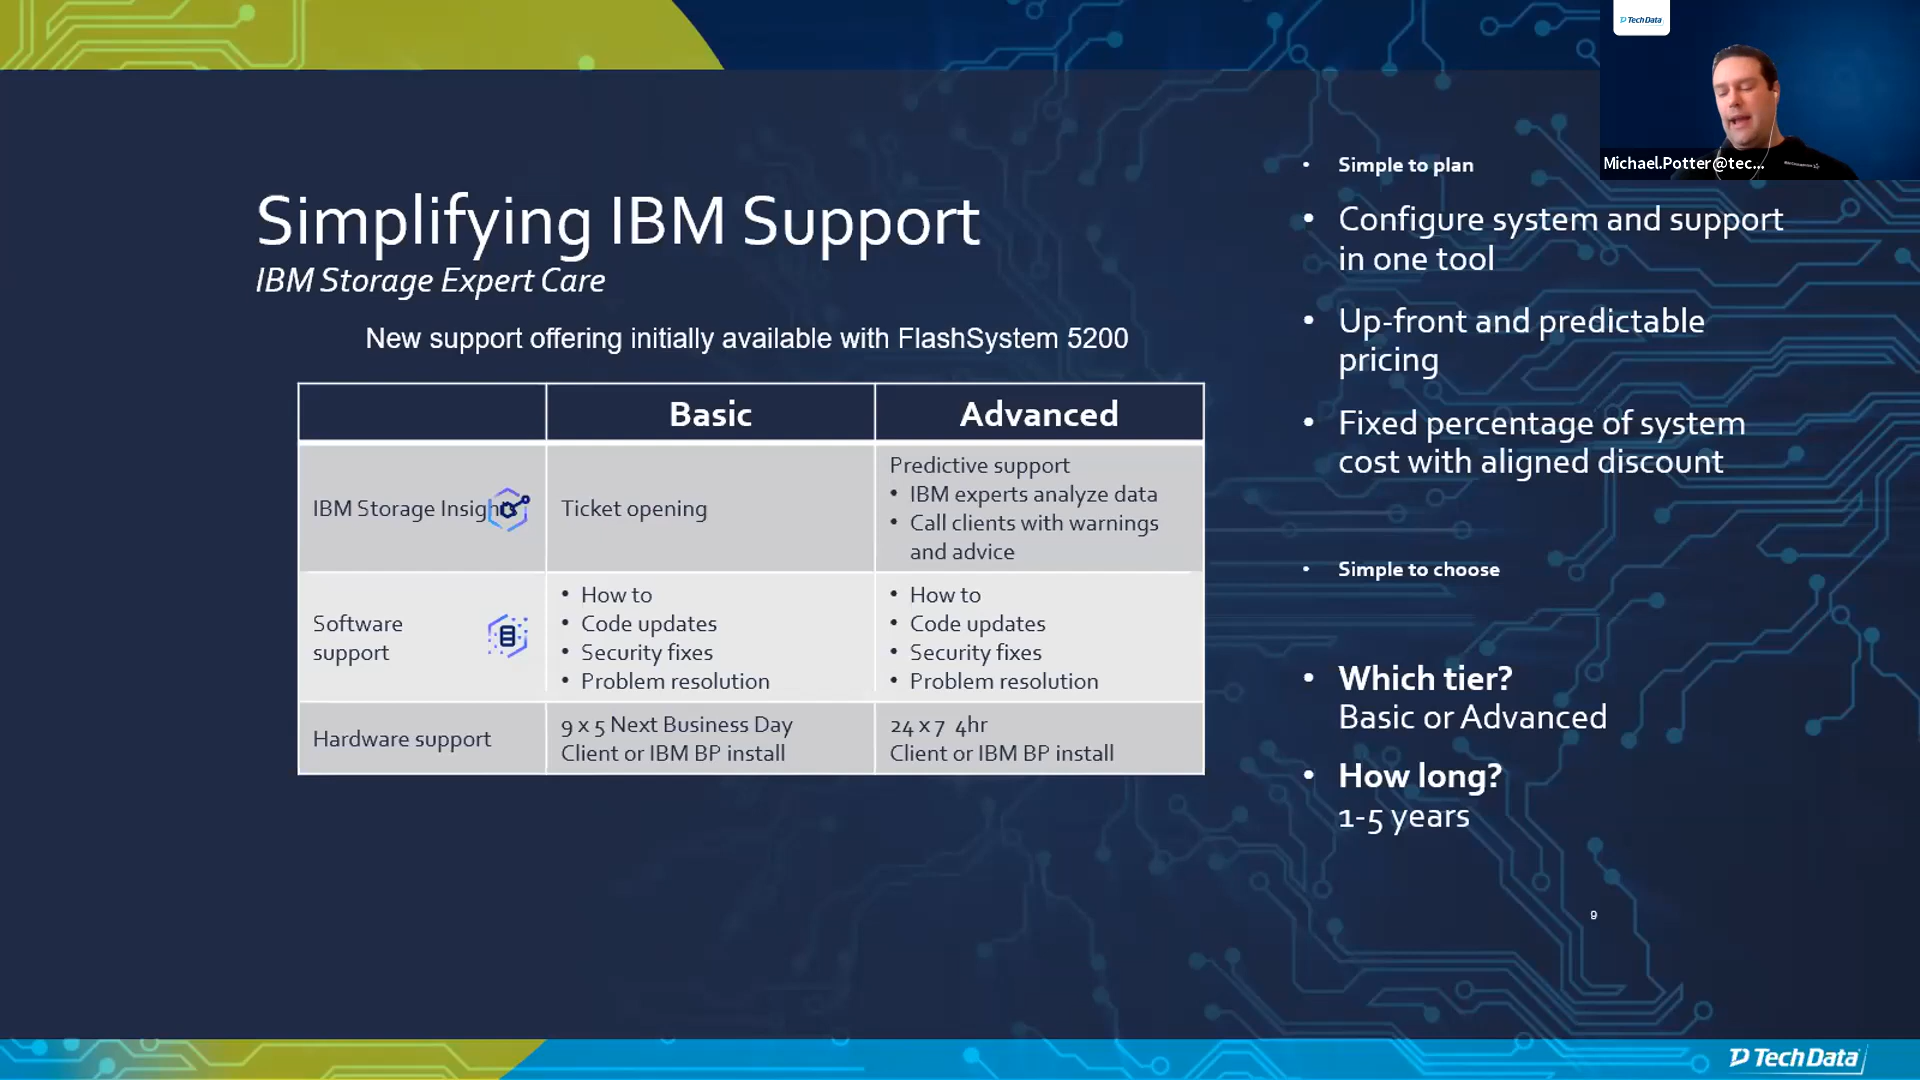 TechData
Michael.Potter@tec...
Simplifying IBM Support
IBM Storage Expert Care
New support offering initially available with FlashSystem 5200
Basic
Advanced
IBM Storage Insights
Ticket opening
Predictive support
• IBM experts analyze data
• Call clients with warnings
and advice
Software
support
• How to
• Code updates
• Security fixes
• Problem resolution
• How to
• Code updates
• Security fixes
• Problem resolution
Hardware support
9 x 5 Next Business Day
Client or IBM BP install
24 x 7 4hr
Client or IBM BP install
• Simple to plan
• Configure system and support
in one tool
• Up-front and predictable
pricing
• Fixed percentage of system
cost with aligned discount
• Simple to choose
• Which tier?
Basic or Advanced
• How long?
1-5 years
9
TechData